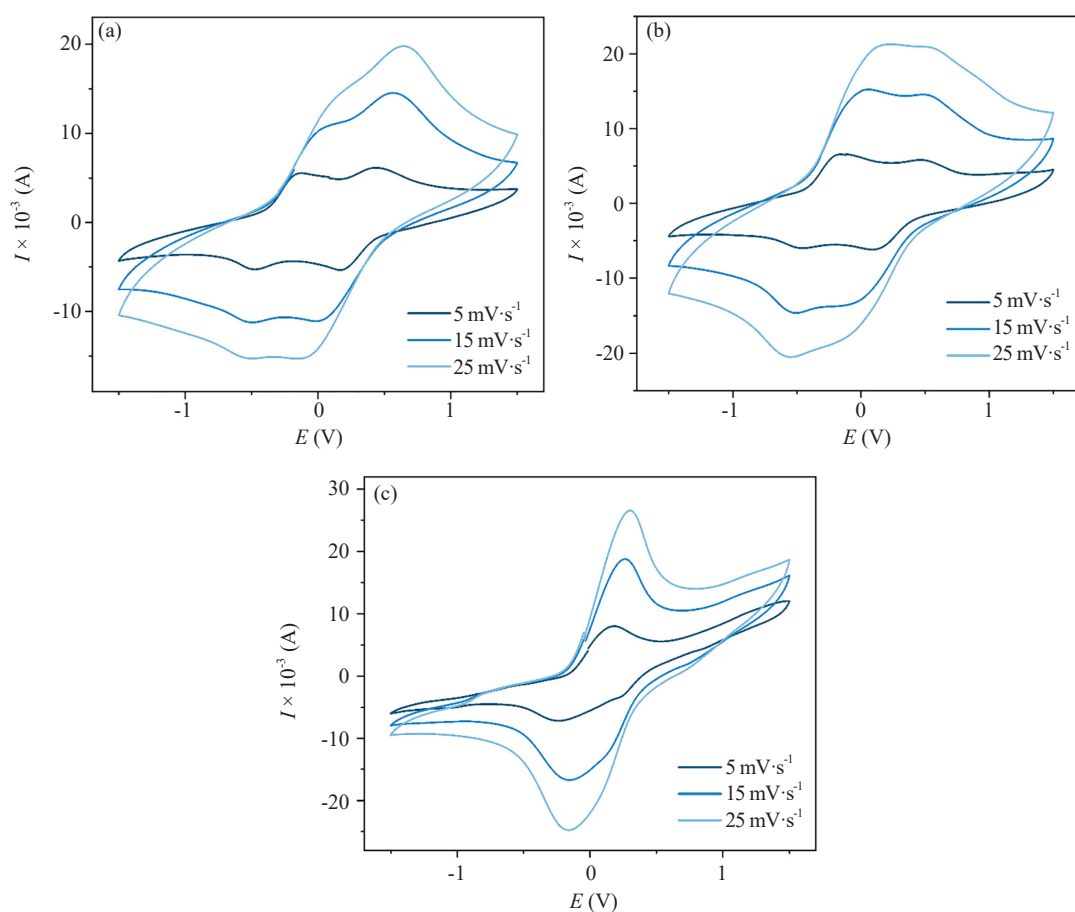 (a)
20
10
0
-10
I × 10⁻³ (A)
-1
0
1
E (V)
5 mV·s⁻¹
15 mV·s⁻¹
25 mV·s⁻¹
(b)
20
10
0
-10
-20
I × 10⁻³ (A)
-1
0
1
E (V)
5 mV·s⁻¹
15 mV·s⁻¹
25 mV·s⁻¹
(c)
30
20
10
0
-10
-20
I × 10⁻³ (A)
-1
0
1
E (V)
5 mV·s⁻¹
15 mV·s⁻¹
25 mV·s⁻¹